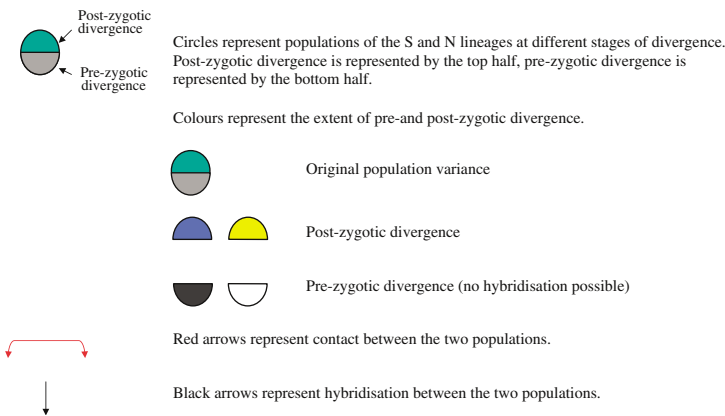 Post-zygotic
divergence
Pre-zygotic
divergence
Circles represent populations of the S and N lineages at different stages of divergence.
Post-zygotic divergence is represented by the top half, pre-zygotic divergence is
represented by the bottom half.
Colours represent the extent of pre-and post-zygotic divergence.
Original population variance
Post-zygotic divergence
Pre-zygotic divergence (no hybridisation possible)
Red arrows represent contact between the two populations.
Black arrows represent hybridisation between the two populations.